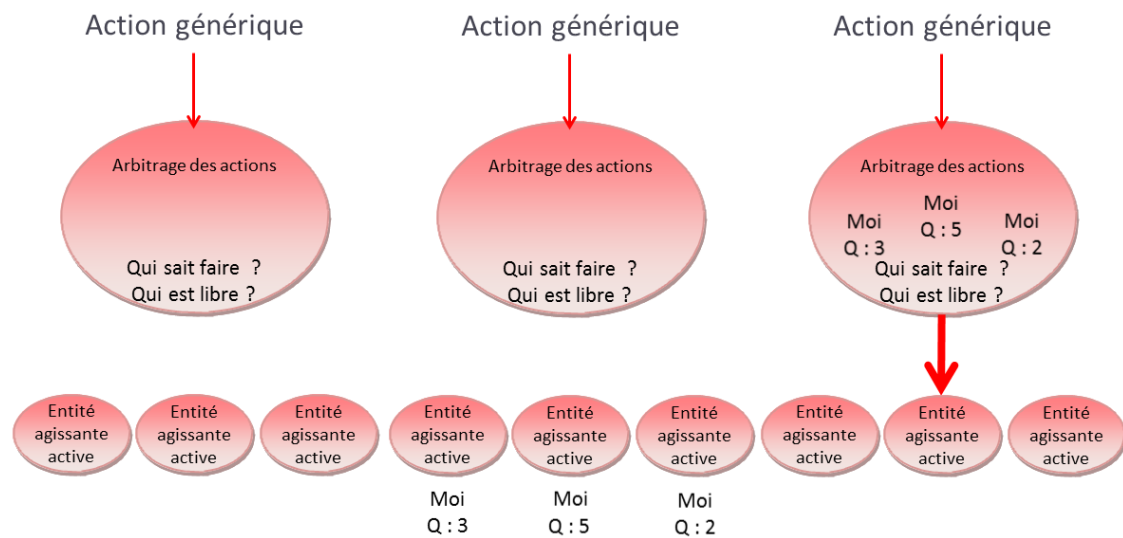 Action générique
Action générique
Action générique
Arbitrage des actions
Arbitrage des actions
Arbitrage des actions
Moi
Q : 3
Moi
Q : 5
Moi
Q : 2
Qui sait faire ?
Qui est libre ?
Qui sait faire ?
Qui est libre ?
Qui sait faire ?
Qui est libre ?
Entité
agissante
active
Entité
agissante
active
Entité
agissante
active
Entité
agissante
active
Entité
agissante
active
Entité
agissante
active
Entité
agissante
active
Entité
agissante
active
Entité
agissante
active
Moi
Q : 3
Moi
Q : 5
Moi
Q : 2